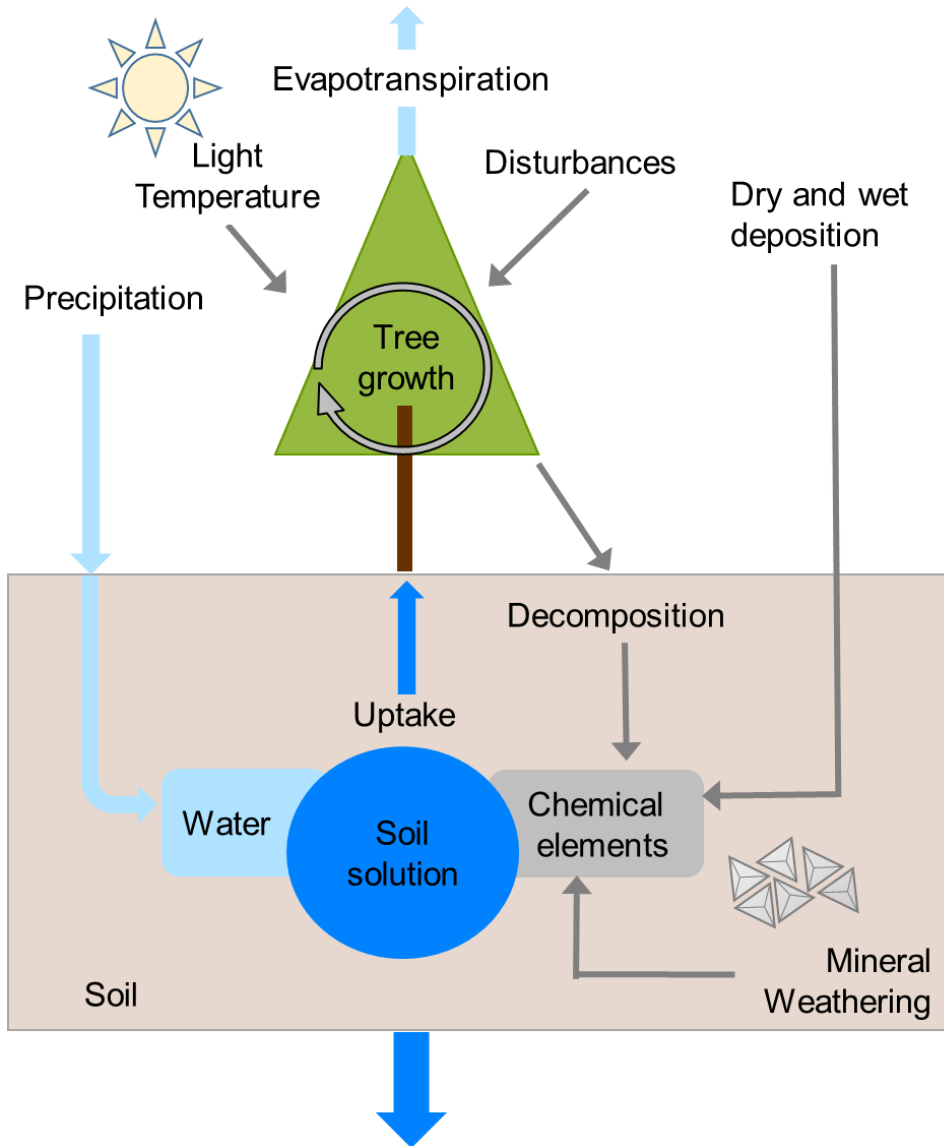 Evapotranspiration
Light
Temperature
Disturbances
Dry and wet
deposition
Precipitation
Tree
growth
Decomposition
Uptake
Water
Soil
solution
Chemical
elements
Mineral
Weathering
Soil